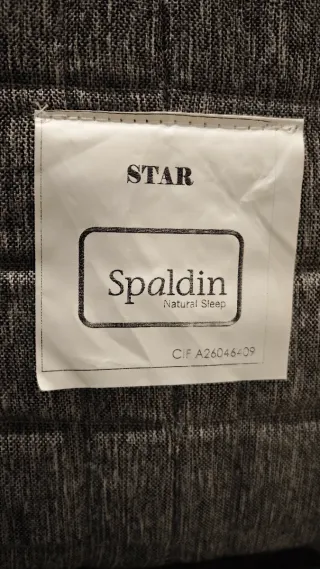 STAR
Spaldin
Natural Sleep
CIF A26046409